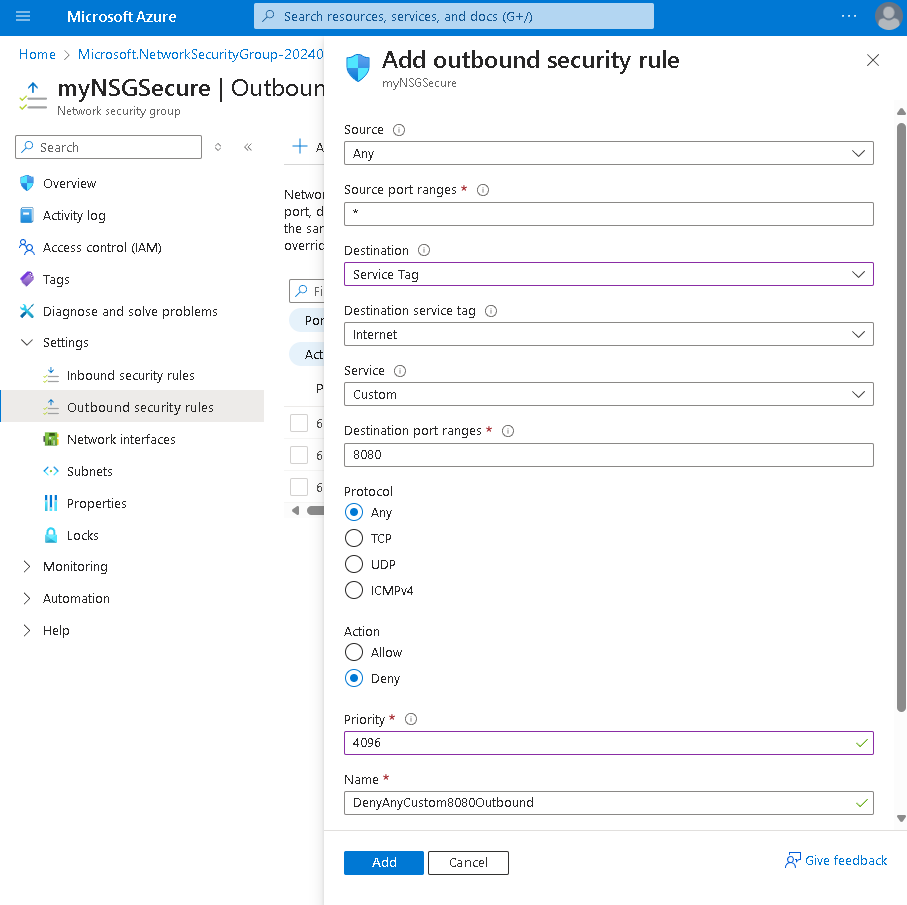 Microsoft Azure
Search resources, services, and docs (G+/)
Home > Microsoft.NetworkSecurityGroup-20240
myNSGSecure | Outboun
Network security group
Search
Overview
Activity log
Access control (IAM)
Tags
Diagnose and solve problems
Settings
Inbound security rules
Outbound security rules
Network interfaces
Subnets
Properties
Locks
Monitoring
Automation
Help
A
Networ
port, d
the sar
overrid
Fi
Por
Act
P
6
6
6
Add outbound security rule
myNSGSecure
Source
Any
Source port ranges *
*
Destination
Service Tag
Destination service tag
Internet
Service
Custom
Destination port ranges *
8080
Protocol
Any
TCP
UDP
ICMPv4
Action
Allow
Deny
Priority *
4096
Name *
DenyAnyCustom8080Outbound
Add
Cancel
Give feedback